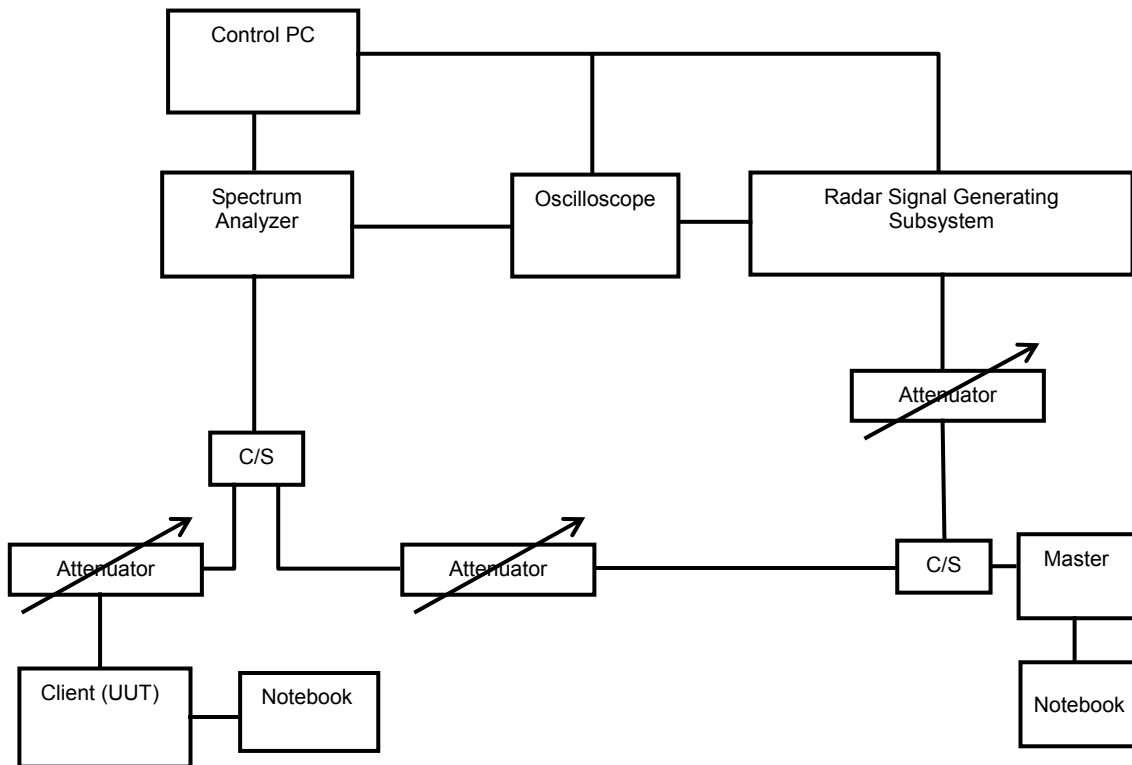 Control PC
Spectrum
Analyzer
Oscilloscope
Radar Signal Generating
Subsystem
Attenuator
C/S
Attenuator
Attenuator
C/S
Master
Client (UUT)
Notebook
Notebook